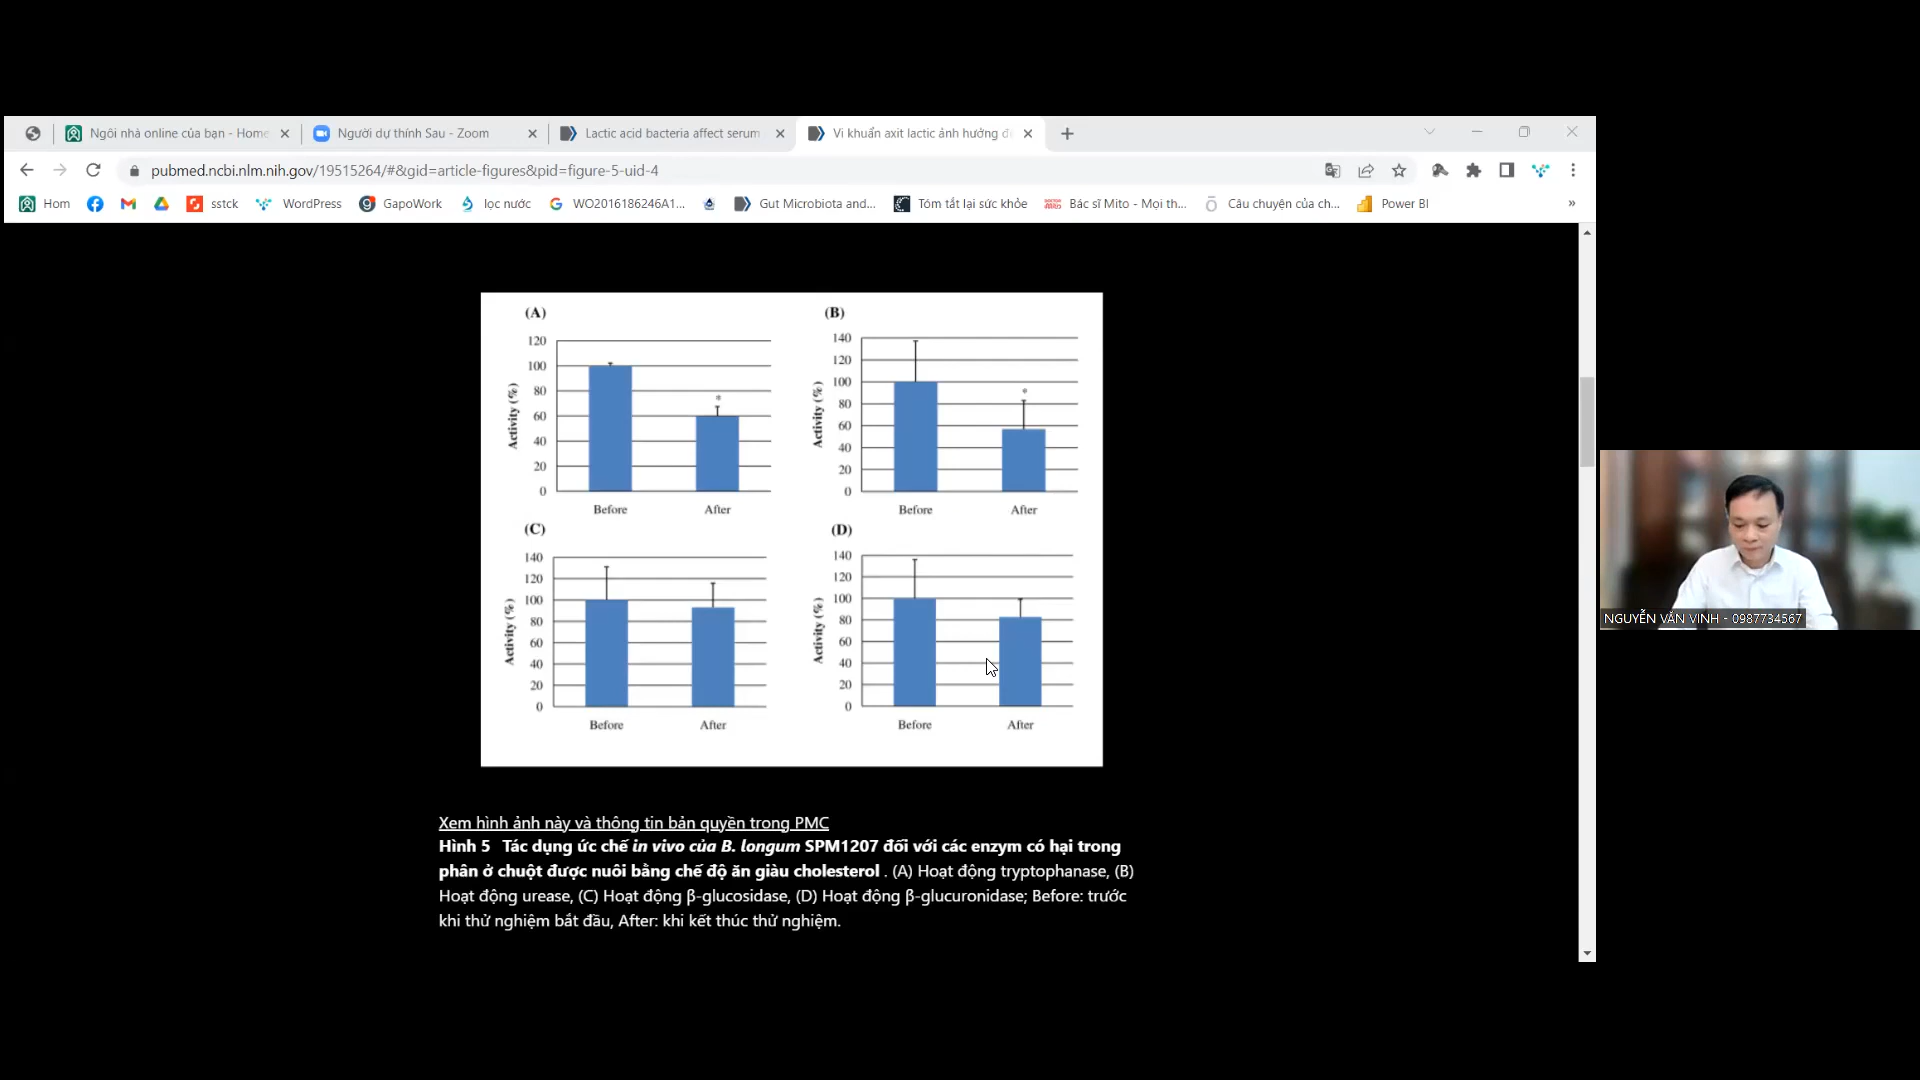 Ngôi nhà online của bạn - Home
Người dự thính Sau - Zoom
Lactic acid bacteria affect serum
Vi khuẩn axit lactic ảnh hưởng đ
pubmed.ncbi.nlm.nih.gov/19515264/#&gid=article-figures&pid=figure-5-uid-4
Hom
sstck
WordPress
GapoWork
lọc nước
WO2016186246A1...
Gut Microbiota and...
Tóm tắt lại sức khỏe
Bác sĩ Mito - Mọi th...
Câu chuyện của ch...
Power BI
»
(A)
120
100
80
60
40
20
0
Activity (%)
*
Before
After
(B)
140
120
100
80
60
40
20
0
Activity (%)
*
Before
After
(C)
140
120
100
80
60
40
20
0
Activity (%)
Before
After
(D)
140
120
100
80
60
40
20
0
Activity (%)
Before
After
NGUYỄN VĂN VINH - 0987734567
Xem hình ảnh này và thông tin bản quyền trong PMC
Hình 5 Tác dụng ức chế in vivo của B. longum SPM1207 đối với các enzym có hại trong
phân ở chuột được nuôi bằng chế độ ăn giàu cholesterol . (A) Hoạt động tryptophanase, (B)
Hoạt động urease, (C) Hoạt động β-glucosidase, (D) Hoạt động β-glucuronidase; Before: trước
khi thử nghiệm bắt đầu, After: khi kết thúc thử nghiệm.